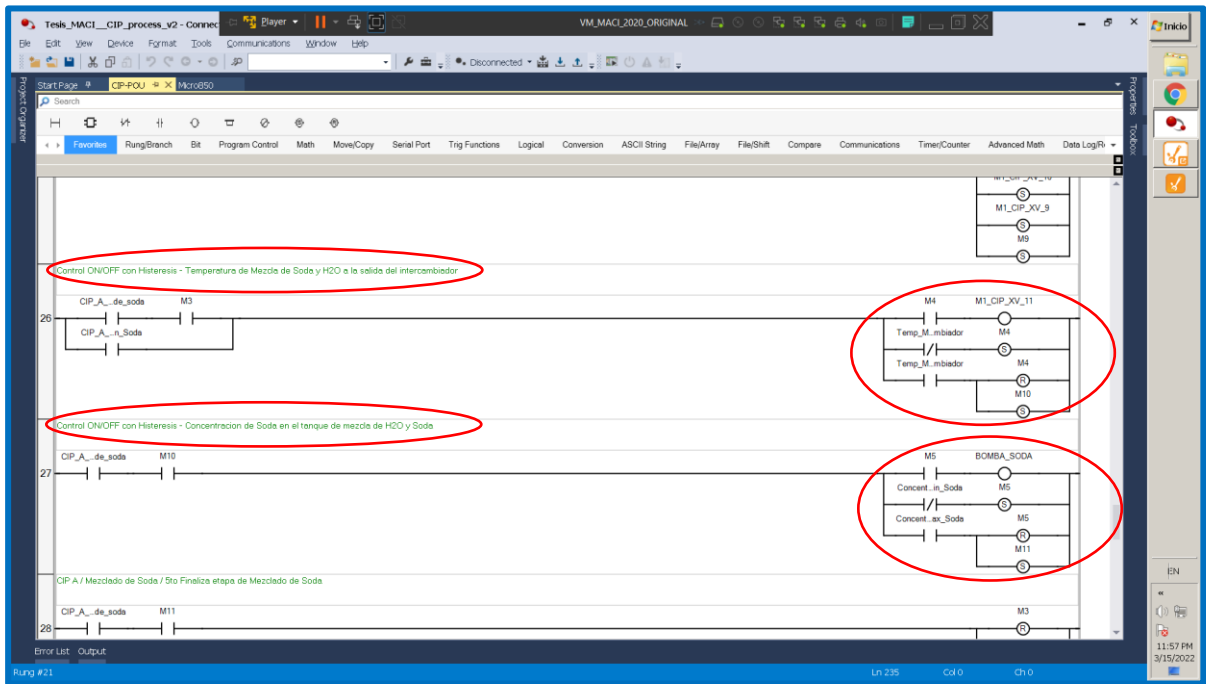 Tesis_MACI__CIP_process_v2 - Connec
Player
VM_MACI_2020_ORIGINAL
Inicio
File Edit View Device Format Tools Communications Window Help
Disconnected
Project Organizer
Start Page CIP-POU Micro850
Properties
Toolbox
Search
Favorites Rung/Branch Bit Program Control Math Move/Copy Serial Port Trig Functions Logical Conversion ASCII String File/Array File/Shift Compare Communications Timer/Counter Advanced Math Data Log/R
S
M1_CIP_XV_9
S
M9
S
Control ON/OFF con Histeresis - Temperatura de Mezcla de Soda y H2O a la salida del intercambiador
CIP_A_...de_soda M3 M4 M1_CIP_XV_11
26
CIP_A_...n_Soda Temp_M...mbiador M4
S
Temp_M...mbiador M4
R
M10
S
Control ON/OFF con Histeresis - Concentracion de Soda en el tanque de mezcla de H2O y Soda
CIP_A_...de_soda M10 M5 BOMBA_SODA
27
Concent...in_Soda M5
S
Concent...ax_Soda M5
R
M11
S
CIP A / Mezclado de Soda / 5to Finaliza etapa de Mezclado de Soda
CIP_A_...de_soda M11 M3
28
R
Error List Output
Rung #21 Ln 235 Col 0 Ch 0
EN
11:57 PM
3/15/2022